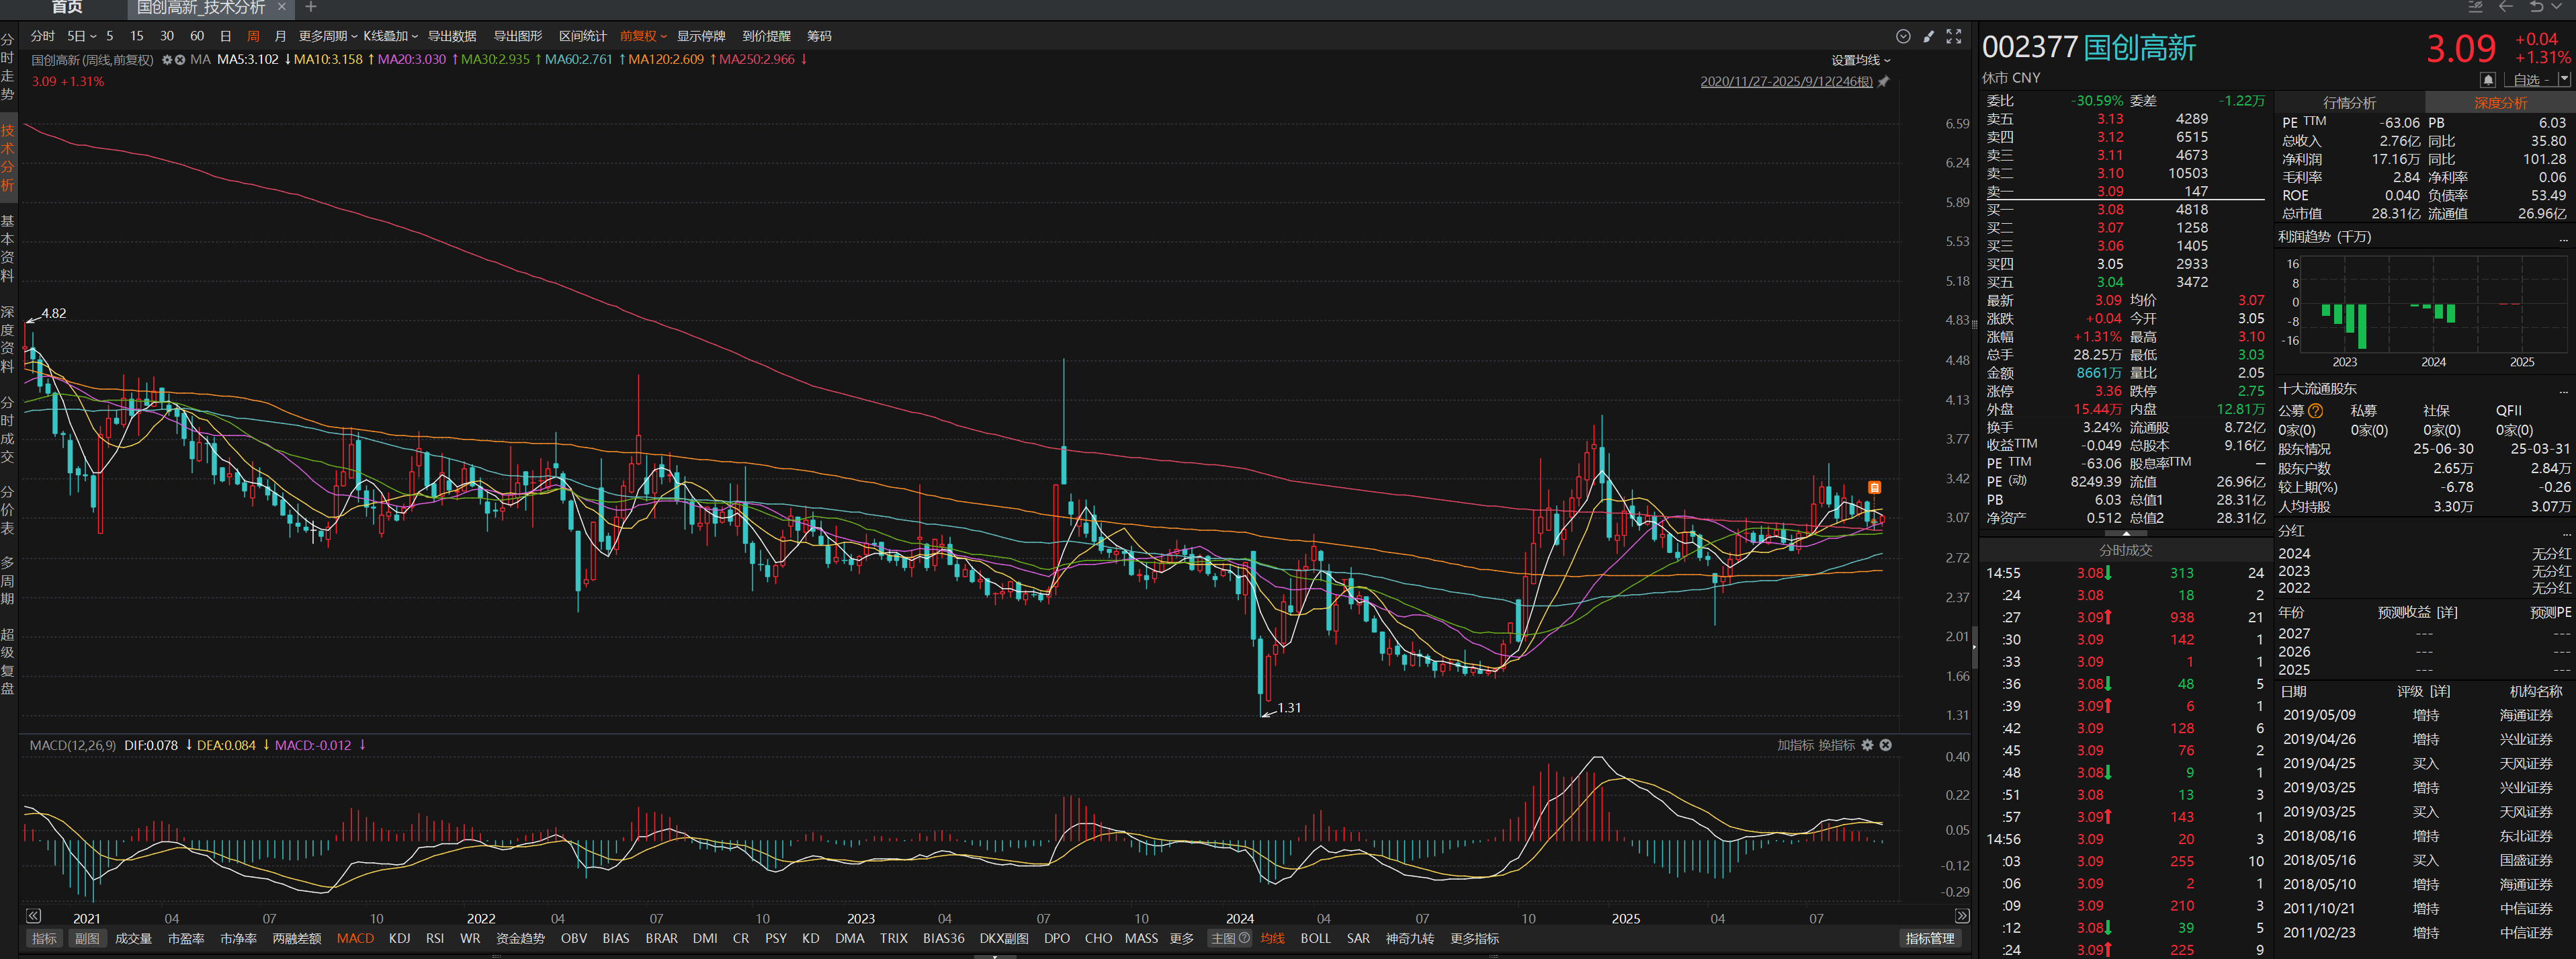 首页 国创高新_技术分析 × +
分时 5日 5 15 30 60 日 周 月 更多周期 K线叠加 导出数据 导出图形 区间统计 前复权 显示停牌 到价提醒 筹码
国创高新(周线,前复权) MA MA5:3.102 ↓ MA10:3.158 ↑ MA20:3.030 ↑ MA30:2.935 ↑ MA60:2.761 ↑ MA120:2.609 ↑ MA250:2.966 ↓
设置均线
3.09 +1.31%
2020/11/27-2025/9/12(246根)
分时走势
技术分析
基本资料
深度资料
分时成交
分价表
多周期
超级复盘
6.59
6.24
5.89
5.53
5.18
4.83
4.48
4.13
3.77
3.42
3.07
2.72
2.37
2.01
1.66
1.31
4.82
1.31
MACD(12,26,9) DIF:0.078 ↓ DEA:0.084 ↓ MACD:-0.012 ↓
加指标 换指标
0.40
0.22
0.05
-0.12
-0.29
2021 04 07 10 2022 04 07 10 2023 04 07 10 2024 04 07 10 2025 04 07
指标 副图 成交量 市盈率 市净率 两融差额 MACD KDJ RSI WR 资金趋势 OBV BIAS BRAR DMI CR PSY KD DMA TRIX BIAS36 DKX副图 DPO CHO MASS 更多 主图 ? 均线 BOLL SAR 神奇九转 更多指标 指标管理
002377 国创高新 3.09 +0.04
+1.31%
休市 CNY
自选 -
委比 -30.59% 委差 -1.22万
卖五 3.13 4289
卖四 3.12 6515
卖三 3.11 4673
卖二 3.10 10503
卖一 3.09 147
买一 3.08 4818
买二 3.07 1258
买三 3.06 1405
买四 3.05 2933
买五 3.04 3472
最新 3.09 均价 3.07
涨跌 +0.04 今开 3.05
涨幅 +1.31% 最高 3.10
总手 28.25万 最低 3.03
金额 8661万 量比 2.05
涨停 3.36 跌停 2.75
外盘 15.44万 内盘 12.81万
换手 3.24% 流通股 8.72亿
收益TTM -0.049 总股本 9.16亿
PE TTM -63.06 股息率TTM —
PE (动) 8249.39 流值 26.96亿
PB 6.03 总值1 28.31亿
净资产 0.512 总值2 28.31亿
分时成交
14:55 3.08 313 24
:24 3.08 18 2
:27 3.09 938 21
:30 3.09 142 1
:33 3.09 1 1
:36 3.08 48 5
:39 3.09 6 1
:42 3.09 128 6
:45 3.09 76 2
:48 3.08 9 1
:51 3.08 13 3
:57 3.09 143 1
14:56 3.09 20 3
:03 3.09 255 10
:06 3.09 2 1
:09 3.09 210 3
:12 3.08 39 5
:24 3.09 225 9
行情分析 深度分析
PE TTM -63.06 PB 6.03
总收入 2.76亿 同比 35.80
净利润 17.16万 同比 101.28
毛利率 2.84 净利率 0.06
ROE 0.040 负债率 53.49
总市值 28.31亿 流通值 26.96亿
利润趋势 (千万) ...
16
8
0
-8
-16
2023 2024 2025
十大流通股东 ...
公募 ? 私募 社保 QFII
0家(0) 0家(0) 0家(0) 0家(0)
股东情况 25-06-30 25-03-31
股东户数 2.65万 2.84万
较上期(%) -6.78 -0.26
人均持股 3.30万 3.07万
分红 ...
2024 无分红
2023 无分红
2022 无分红
年份 预测收益 [详] 预测PE
2027 --- ---
2026 --- ---
2025 --- ---
日期 评级 [详] 机构名称
2019/05/09 增持 海通证券
2019/04/26 增持 兴业证券
2019/04/25 买入 天风证券
2019/03/25 增持 兴业证券
2019/03/25 买入 天风证券
2018/08/16 增持 东北证券
2018/05/16 买入 国盛证券
2018/05/10 增持 海通证券
2011/10/21 增持 中信证券
2011/02/23 增持 中信证券